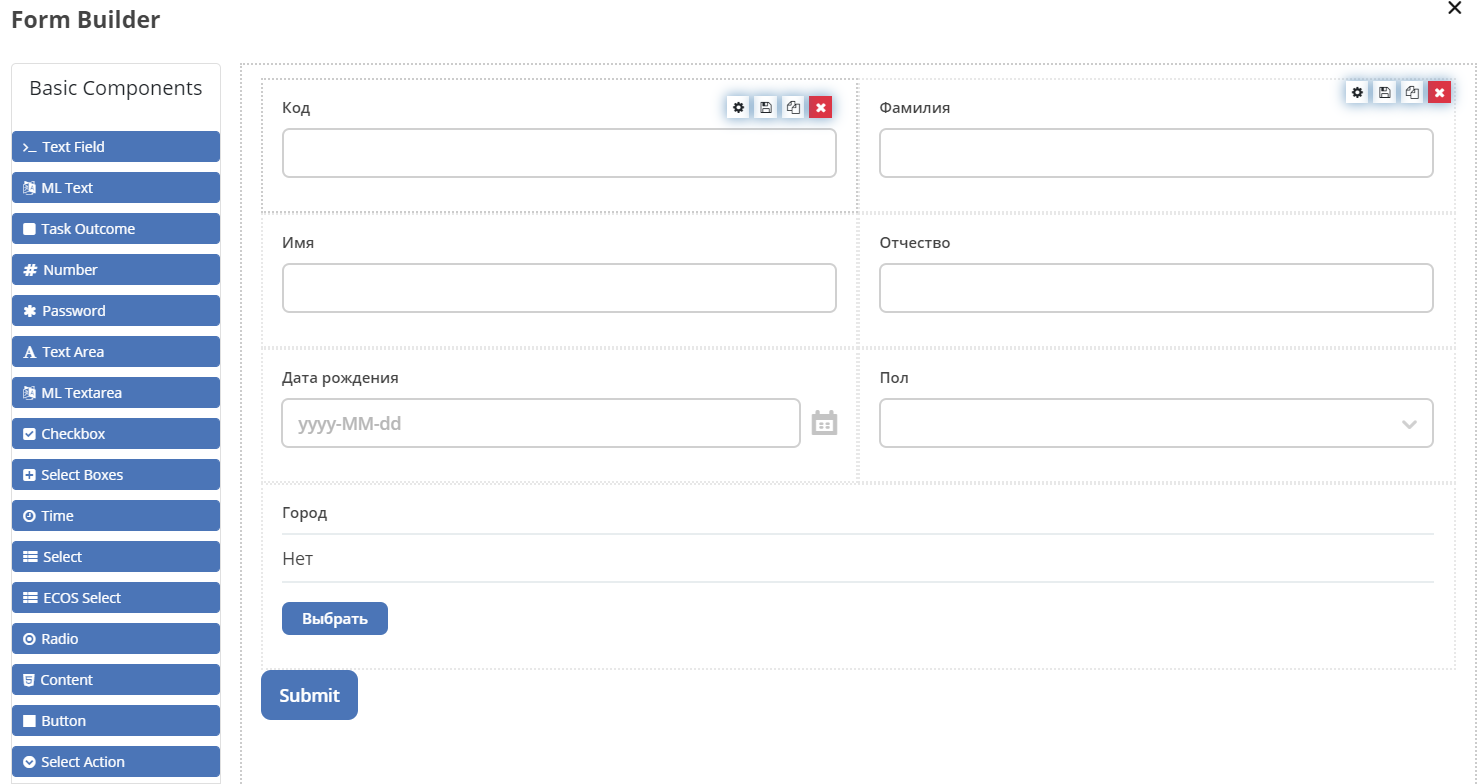 Form Builder
Basic Components
Text Field
ML Text
Task Outcome
Number
Password
Text Area
ML Textarea
Checkbox
Select Boxes
Time
Select
ECOS Select
Radio
Content
Button
Select Action
Код
Фамилия
Имя
Отчество
Дата рождения
Пол
yyyy-MM-dd
Город
Нет
Выбрать
Submit